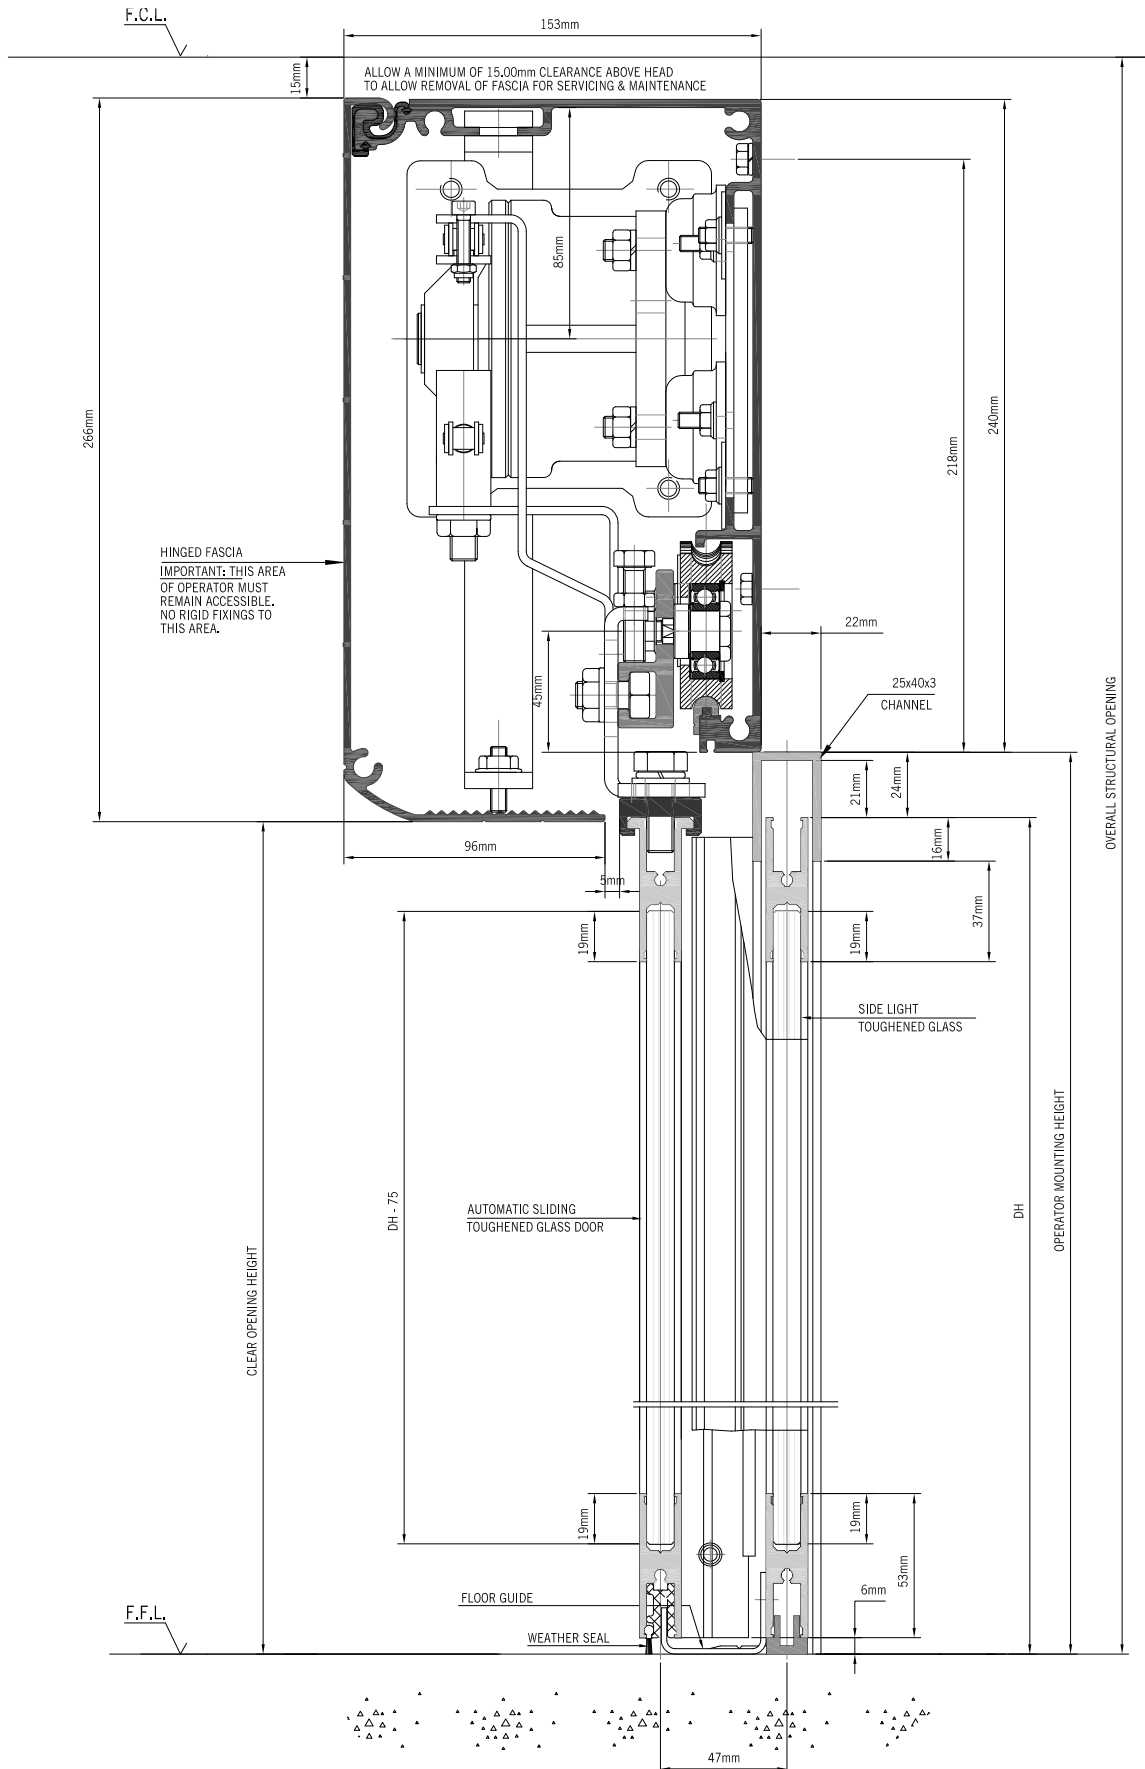 F.C.L.
153mm
15mm
ALLOW A MINIMUM OF 15.00mm CLEARANCE ABOVE HEAD
TO ALLOW REMOVAL OF FASCIA FOR SERVICING & MAINTENANCE
85mm
266mm
240mm
218mm
HINGED FASCIA
IMPORTANT: THIS AREA
OF OPERATOR MUST
REMAIN ACCESSIBLE.
NO RIGID FIXINGS TO
THIS AREA.
22mm
45mm
25x40x3
CHANNEL
OVERALL STRUCTURAL OPENING
21mm
24mm
16mm
96mm
5mm
37mm
19mm
19mm
SIDE LIGHT
TOUGHENED GLASS
OPERATOR MOUNTING HEIGHT
DH - 75
AUTOMATIC SLIDING
TOUGHENED GLASS DOOR
DH
CLEAR OPENING HEIGHT
19mm
19mm
53mm
6mm
FLOOR GUIDE
F.F.L.
WEATHER SEAL
47mm